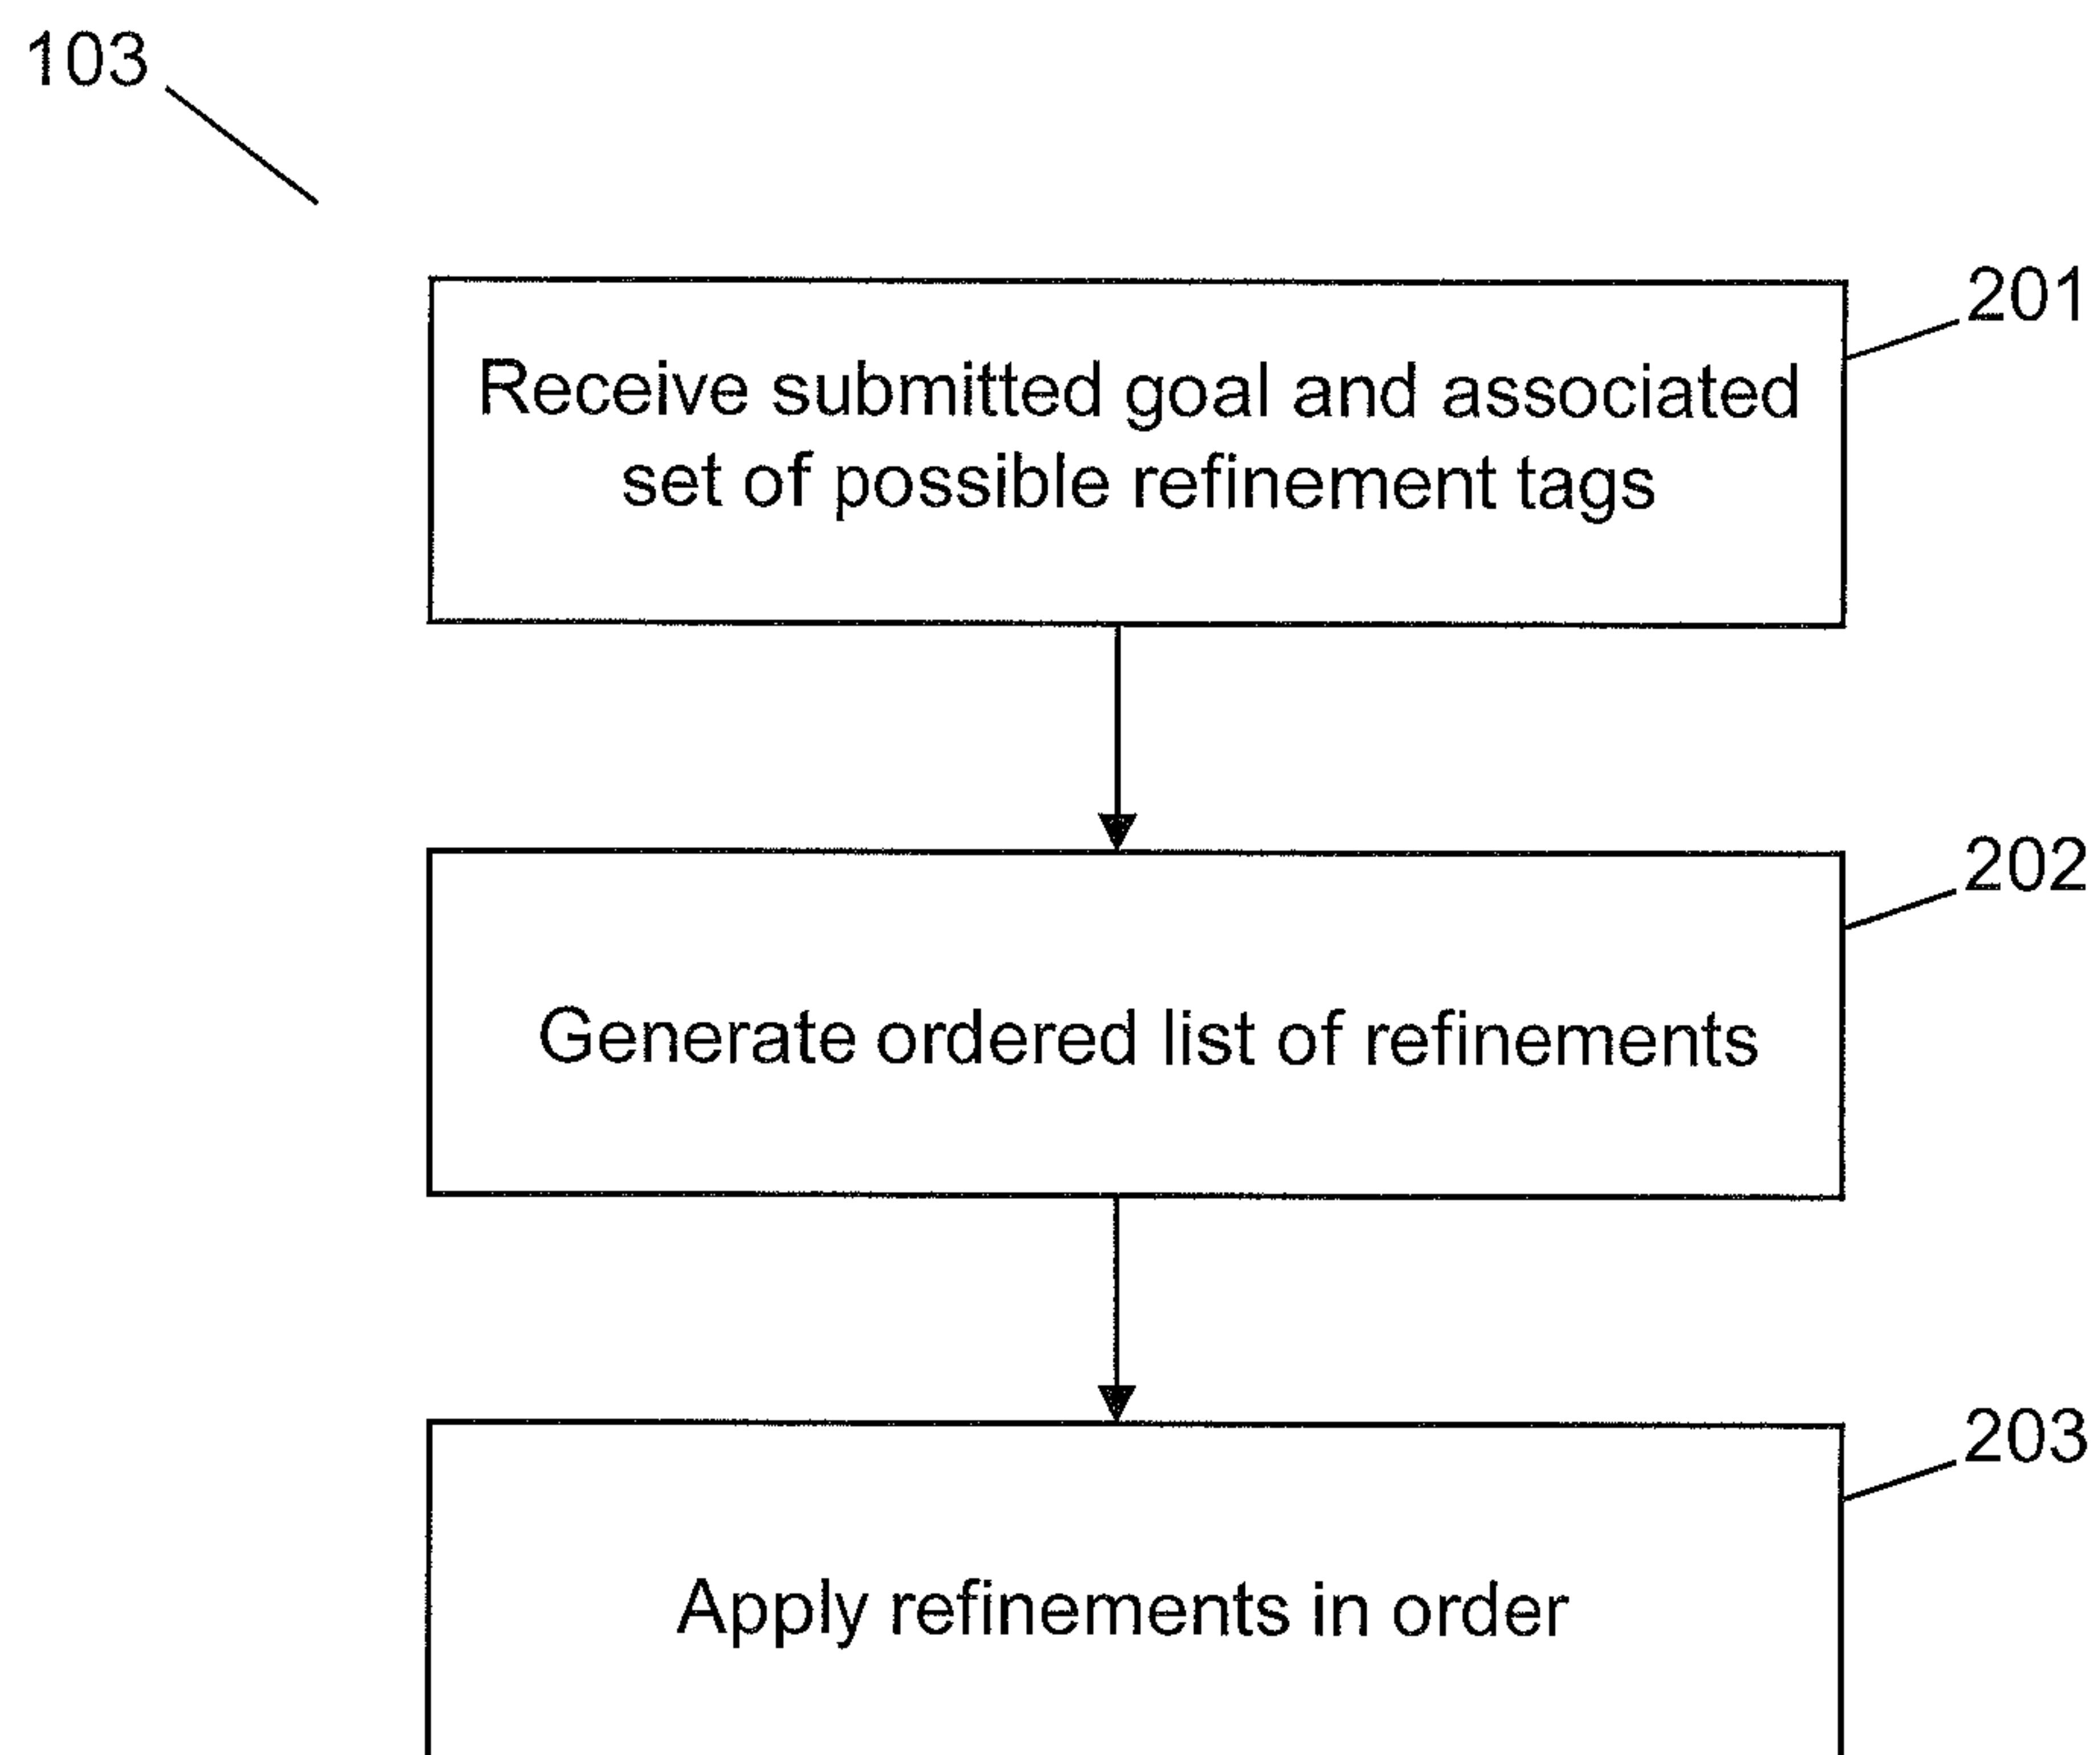 103
201
Receive submitted goal and associated
set of possible refinement tags
202
Generate ordered list of refinements
203
Apply refinements in order